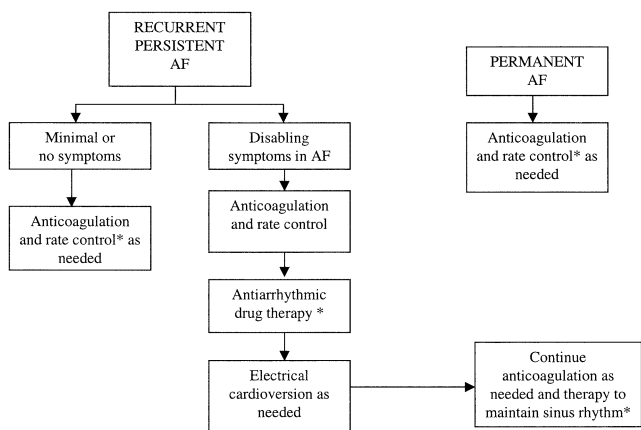 RECURRENT
PERSISTENT
AF
PERMANENT
AF
Minimal or
no symptoms
Disabling
symptoms in AF
Anticoagulation
and rate control* as
needed
Anticoagulation
and rate control* as
needed
Anticoagulation
and rate control
Antiarrhythmic
drug therapy *
Electrical
cardioversion as
needed
Continue
anticoagulation as
needed and therapy to
maintain sinus rhythm*